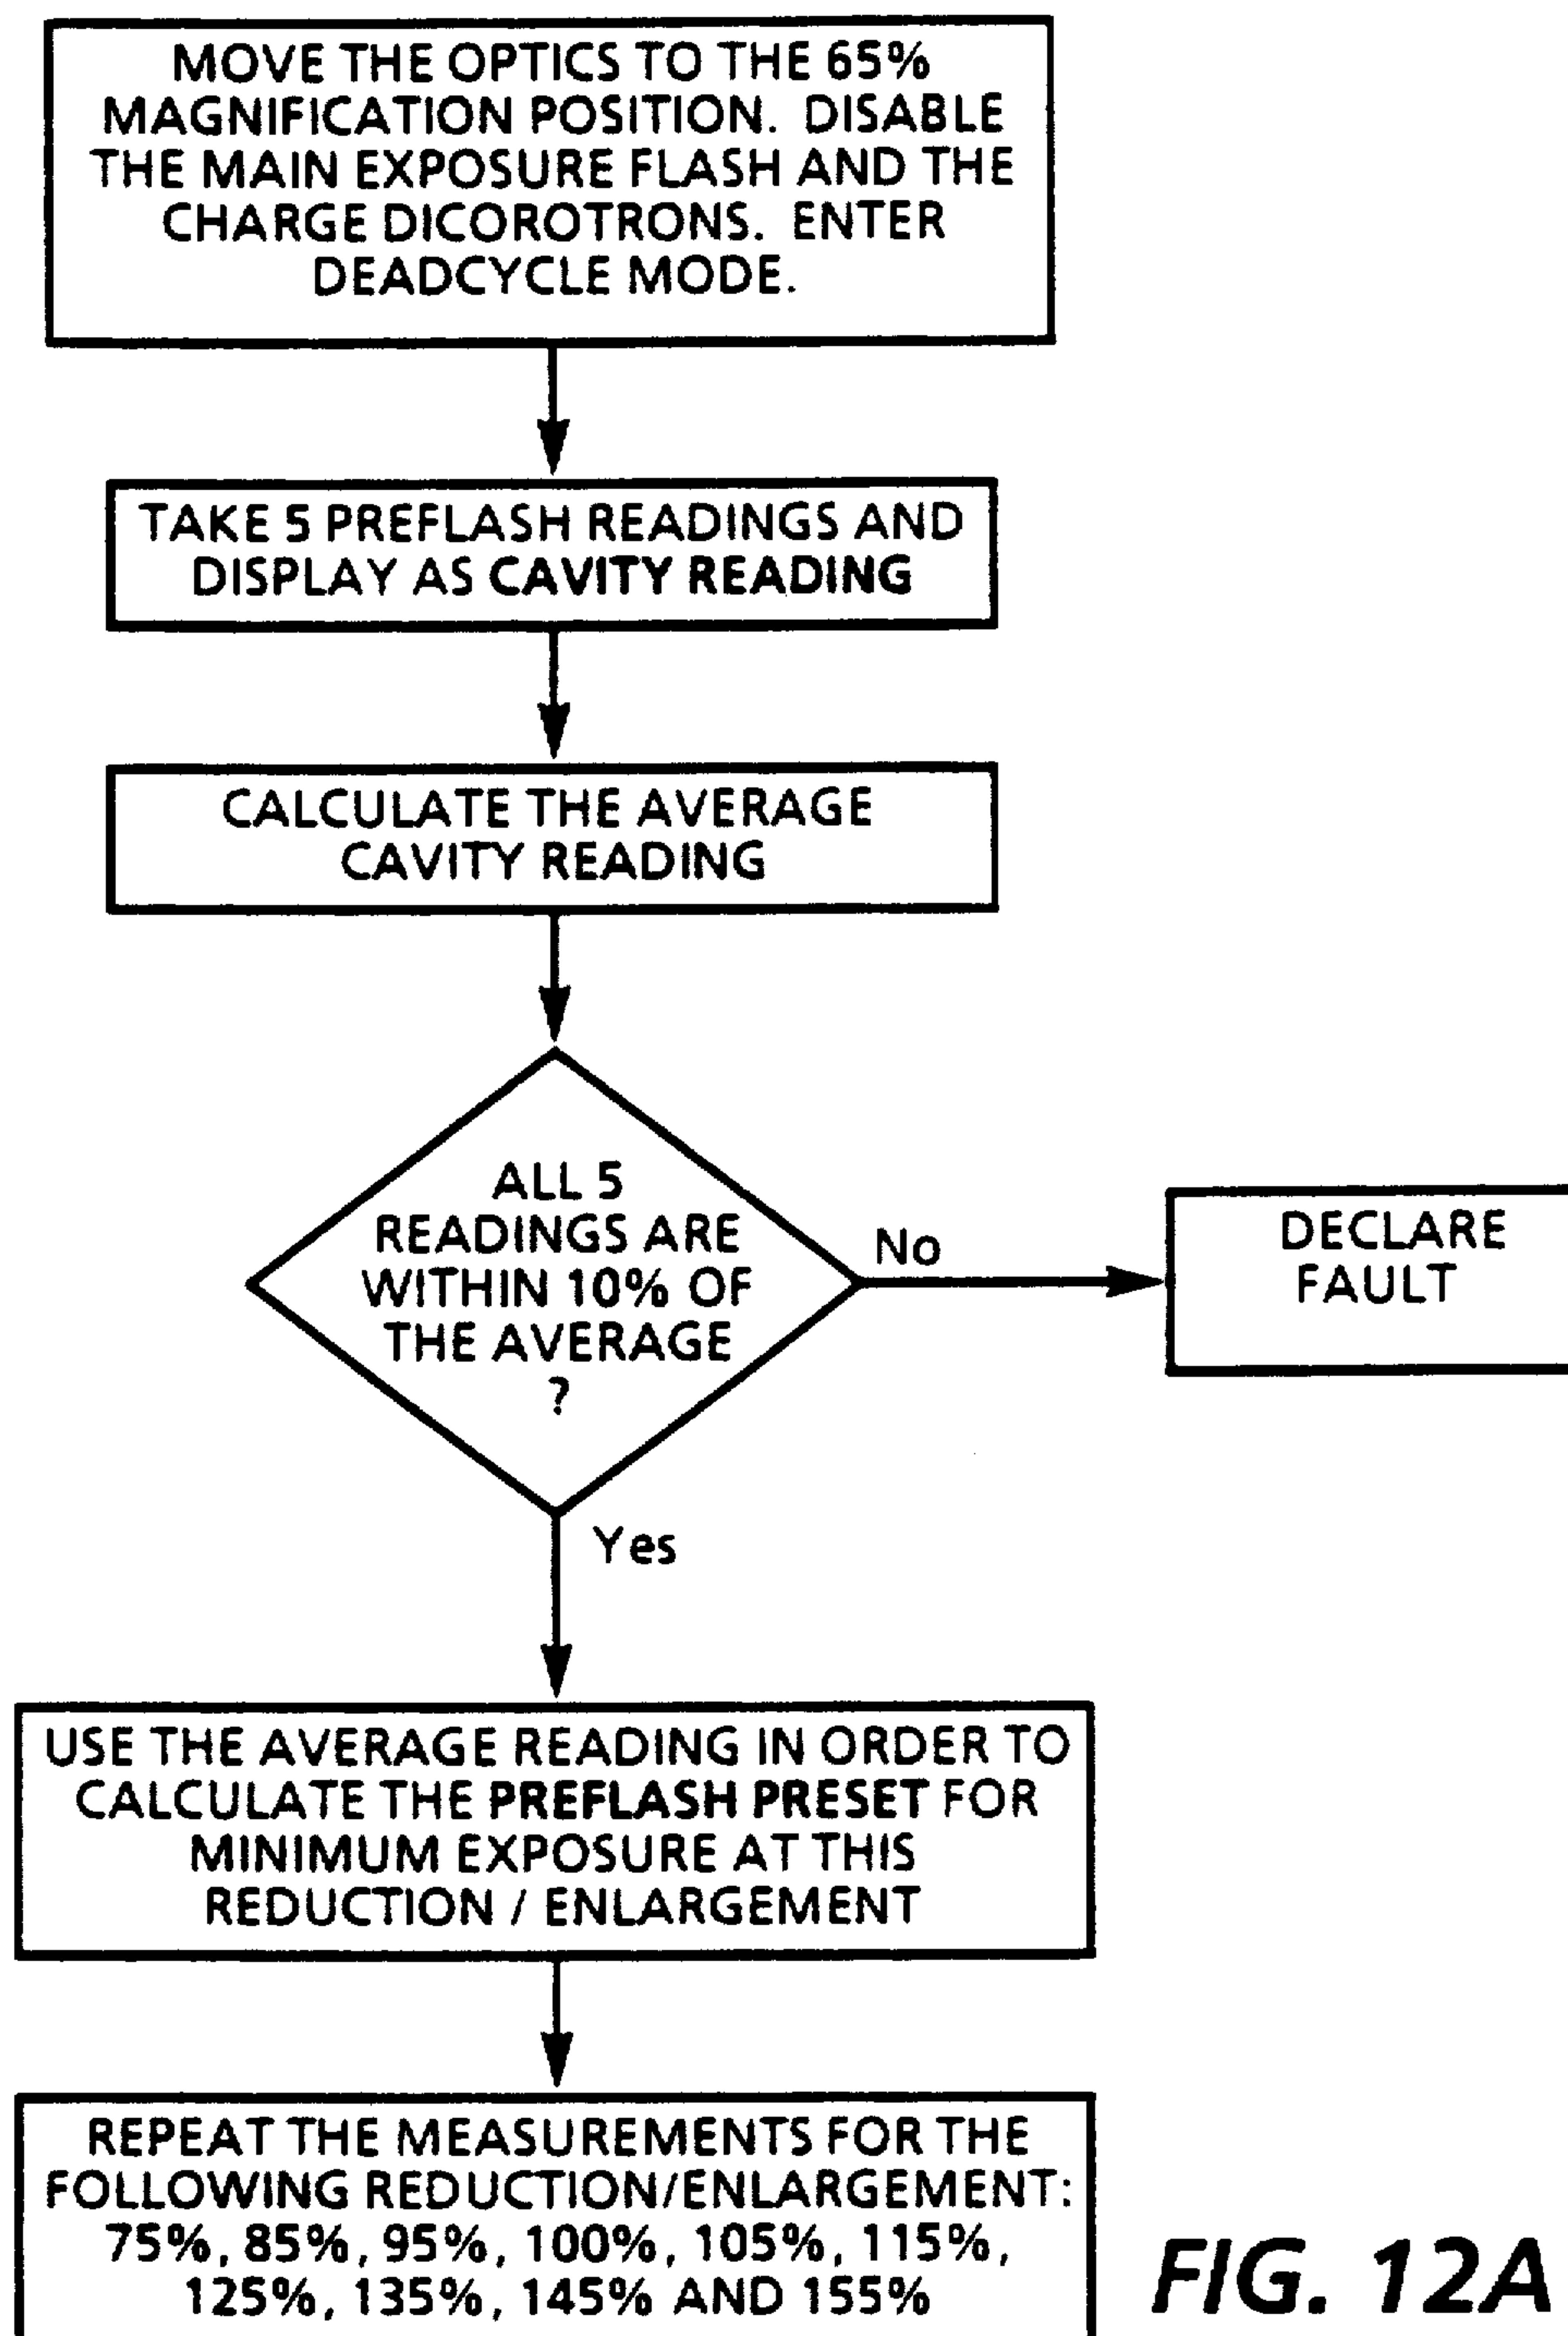 MOVE THE OPTICS TO THE 65%
MAGNIFICATION POSITION. DISABLE
THE MAIN EXPOSURE FLASH AND THE
CHARGE DICOROTRONS. ENTER
DEADCYCLE MODE.
TAKE 5 PREFLASH READINGS AND
DISPLAY AS CAVITY READING
CALCULATE THE AVERAGE
CAVITY READING
ALL 5
READINGS ARE
WITHIN 10% OF
THE AVERAGE
?
No
DECLARE
FAULT
Yes
USE THE AVERAGE READING IN ORDER TO
CALCULATE THE PREFLASH PRESET FOR
MINIMUM EXPOSURE AT THIS
REDUCTION / ENLARGEMENT
REPEAT THE MEASUREMENTS FOR THE
FOLLOWING REDUCTION/ENLARGEMENT:
75%, 85%, 95%, 100%, 105%, 115%,
125%, 135%, 145% AND 155%
FIG. 12A